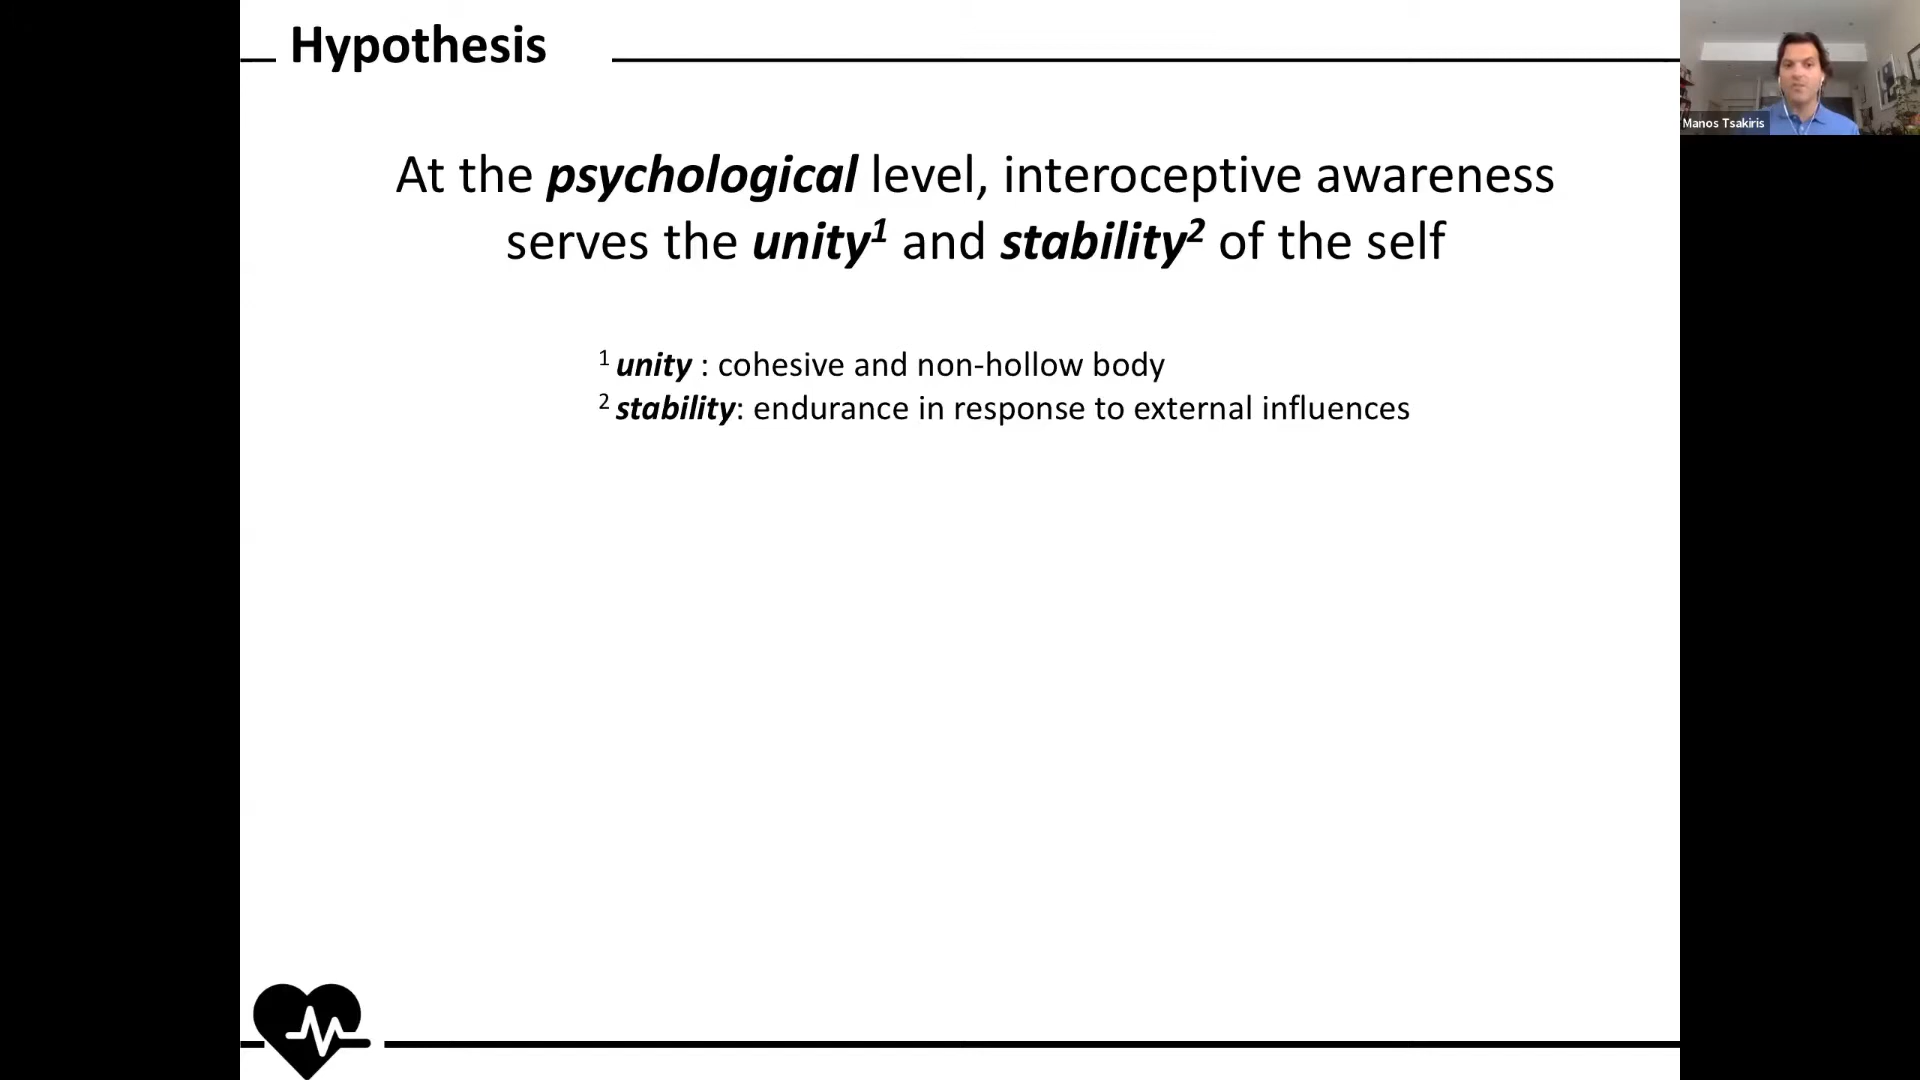 Hypothesis
At the psychological level, interoceptive awareness
serves the unity¹ and stability² of the self
¹ unity : cohesive and non-hollow body
² stability: endurance in response to external influences
Manos Tsakiris